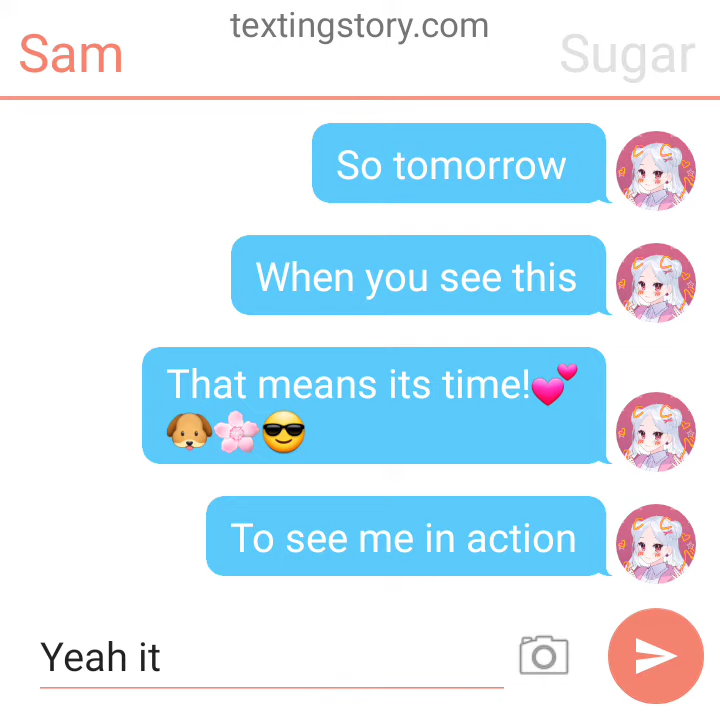 textingstory.com
Sam
Sugar
So tomorrow
When you see this
That means its time!💕
🐶🌸😎
To see me in action
Yeah it